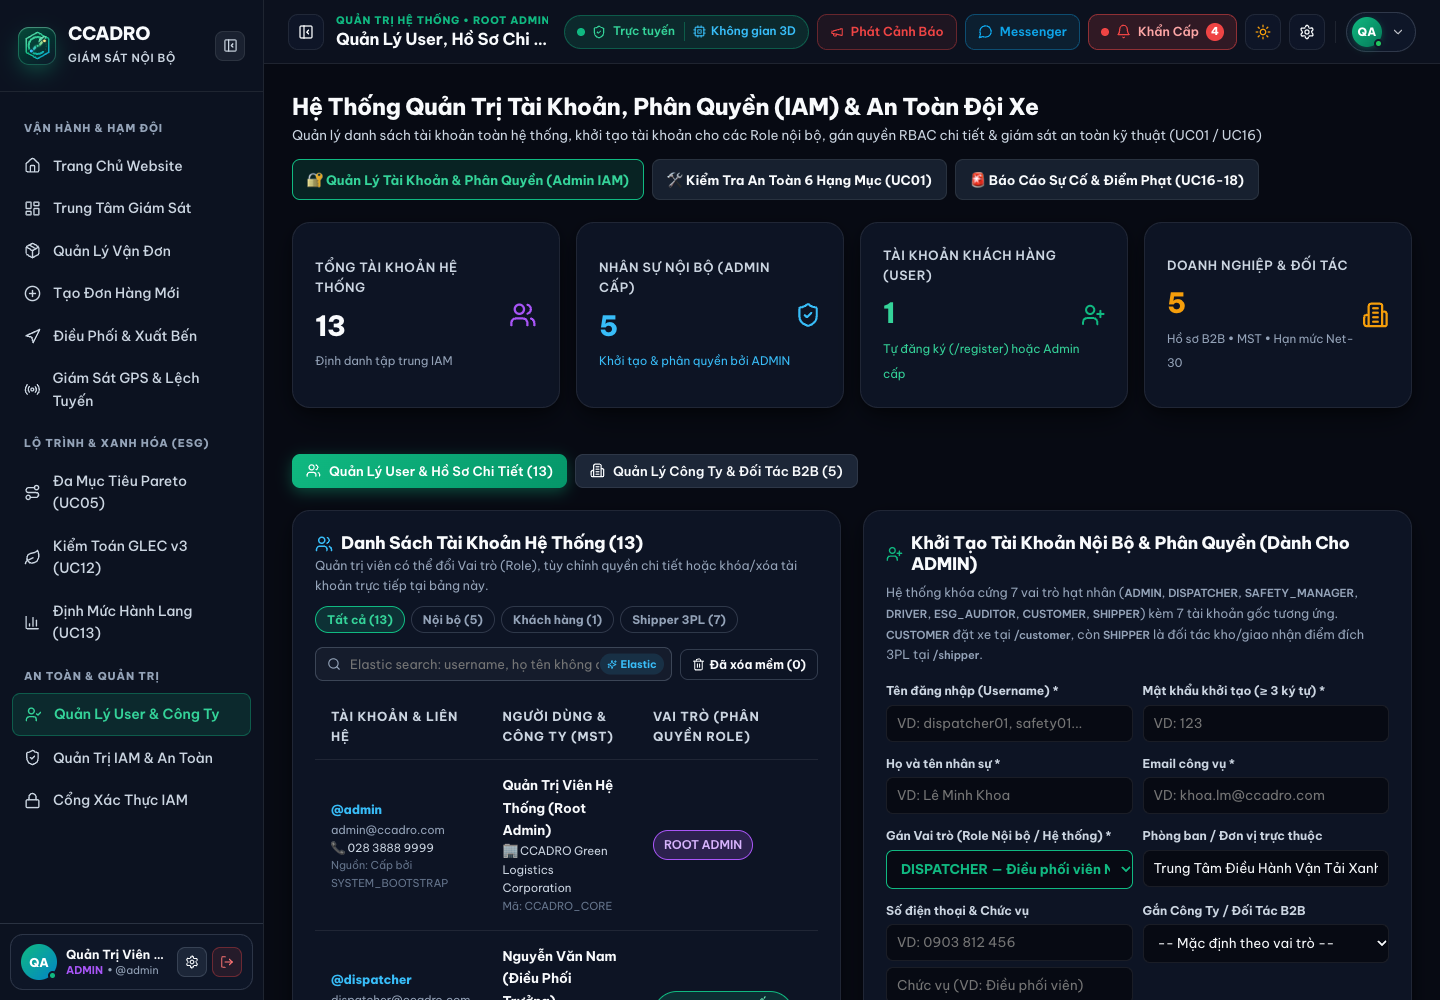 CCADRO
GIÁM SÁT NỘI BỘ
VẬN HÀNH & HẠM ĐỘI
Trang Chủ Website
Trung Tâm Giám Sát
Quản Lý Vận Đơn
Tạo Đơn Hàng Mới
Điều Phối & Xuất Bến
Giám Sát GPS & Lệch
Tuyến
LỘ TRÌNH & XANH HÓA (ESG)
Đa Mục Tiêu Pareto
(UC05)
Kiểm Toán GLEC v3
(UC12)
Định Mức Hành Lang
(UC13)
AN TOÀN & QUẢN TRỊ
Quản Lý User & Công Ty
Quản Trị IAM & An Toàn
Cổng Xác Thực IAM
QA
Quản Trị Viên ...
ADMIN • @admin
QUẢN TRỊ HỆ THỐNG • ROOT ADMIN
Quản Lý User, Hồ Sơ Chi ...
Trực tuyến
Không gian 3D
Phát Cảnh Báo
Messenger
Khẩn Cấp 4
QA
Hệ Thống Quản Trị Tài Khoản, Phân Quyền (IAM) & An Toàn Đội Xe
Quản lý danh sách tài khoản toàn hệ thống, khởi tạo tài khoản cho các Role nội bộ, gán quyền RBAC chi tiết & giám sát an toàn kỹ thuật (UC01 / UC16)
🔐 Quản Lý Tài Khoản & Phân Quyền (Admin IAM)
🛠️ Kiểm Tra An Toàn 6 Hạng Mục (UC01)
🚨 Báo Cáo Sự Cố & Điểm Phạt (UC16-18)
TỔNG TÀI KHOẢN HỆ
THỐNG
13
Định danh tập trung IAM
NHÂN SỰ NỘI BỘ (ADMIN
CẤP)
5
Khởi tạo & phân quyền bởi ADMIN
TÀI KHOẢN KHÁCH HÀNG
(USER)
1
Tự đăng ký (/register) hoặc Admin
cấp
DOANH NGHIỆP & ĐỐI TÁC
5
Hồ sơ B2B • MST • Hạn mức Net-
30
Quản Lý User & Hồ Sơ Chi Tiết (13)
Quản Lý Công Ty & Đối Tác B2B (5)
Danh Sách Tài Khoản Hệ Thống (13)
Quản trị viên có thể đổi Vai trò (Role), tùy chỉnh quyền chi tiết hoặc khóa/xóa tài
khoản trực tiếp tại bảng này.
Tất cả (13)
Nội bộ (5)
Khách hàng (1)
Shipper 3PL (7)
Elastic search: username, họ tên không
Elastic
Đã xóa mềm (0)
TÀI KHOẢN & LIÊN
HỆ
NGƯỜI DÙNG &
CÔNG TY (MST)
VAI TRÒ (PHÂN
QUYỀN ROLE)
@admin
admin@ccadro.com
📞 028 3888 9999
Nguồn: Cấp bởi
SYSTEM_BOOTSTRAP
Quản Trị Viên Hệ
Thống (Root
Admin)
🏢 CCADRO Green
Logistics
Corporation
Mã: CCADRO_CORE
ROOT ADMIN
@dispatcher
dispatcher@ccadro.com
Nguyễn Văn Nam
(Điều Phối
Trưởng)
Khởi Tạo Tài Khoản Nội Bộ & Phân Quyền (Dành Cho
ADMIN)
Hệ thống khóa cứng 7 vai trò hạt nhân (ADMIN, DISPATCHER, SAFETY_MANAGER,
DRIVER, ESG_AUDITOR, CUSTOMER, SHIPPER) kèm 7 tài khoản gốc tương ứng.
CUSTOMER đặt xe tại /customer, còn SHIPPER là đối tác kho/giao nhận điểm đích
3PL tại /shipper.
Tên đăng nhập (Username) *
VD: dispatcher01, safety01...
Mật khẩu khởi tạo (≥ 3 ký tự) *
VD: 123
Họ và tên nhân sự *
VD: Lê Minh Khoa
Email công vụ *
VD: khoa.lm@ccadro.com
Gán Vai trò (Role Nội bộ / Hệ thống) *
DISPATCHER — Điều phối viên
Phòng ban / Đơn vị trực thuộc
Trung Tâm Điều Hành Vận Tải Xanh
Số điện thoại & Chức vụ
VD: 0903 812 456
Chức vụ (VD: Điều phối viên)
Gắn Công Ty / Đối Tác B2B
-- Mặc định theo vai trò --